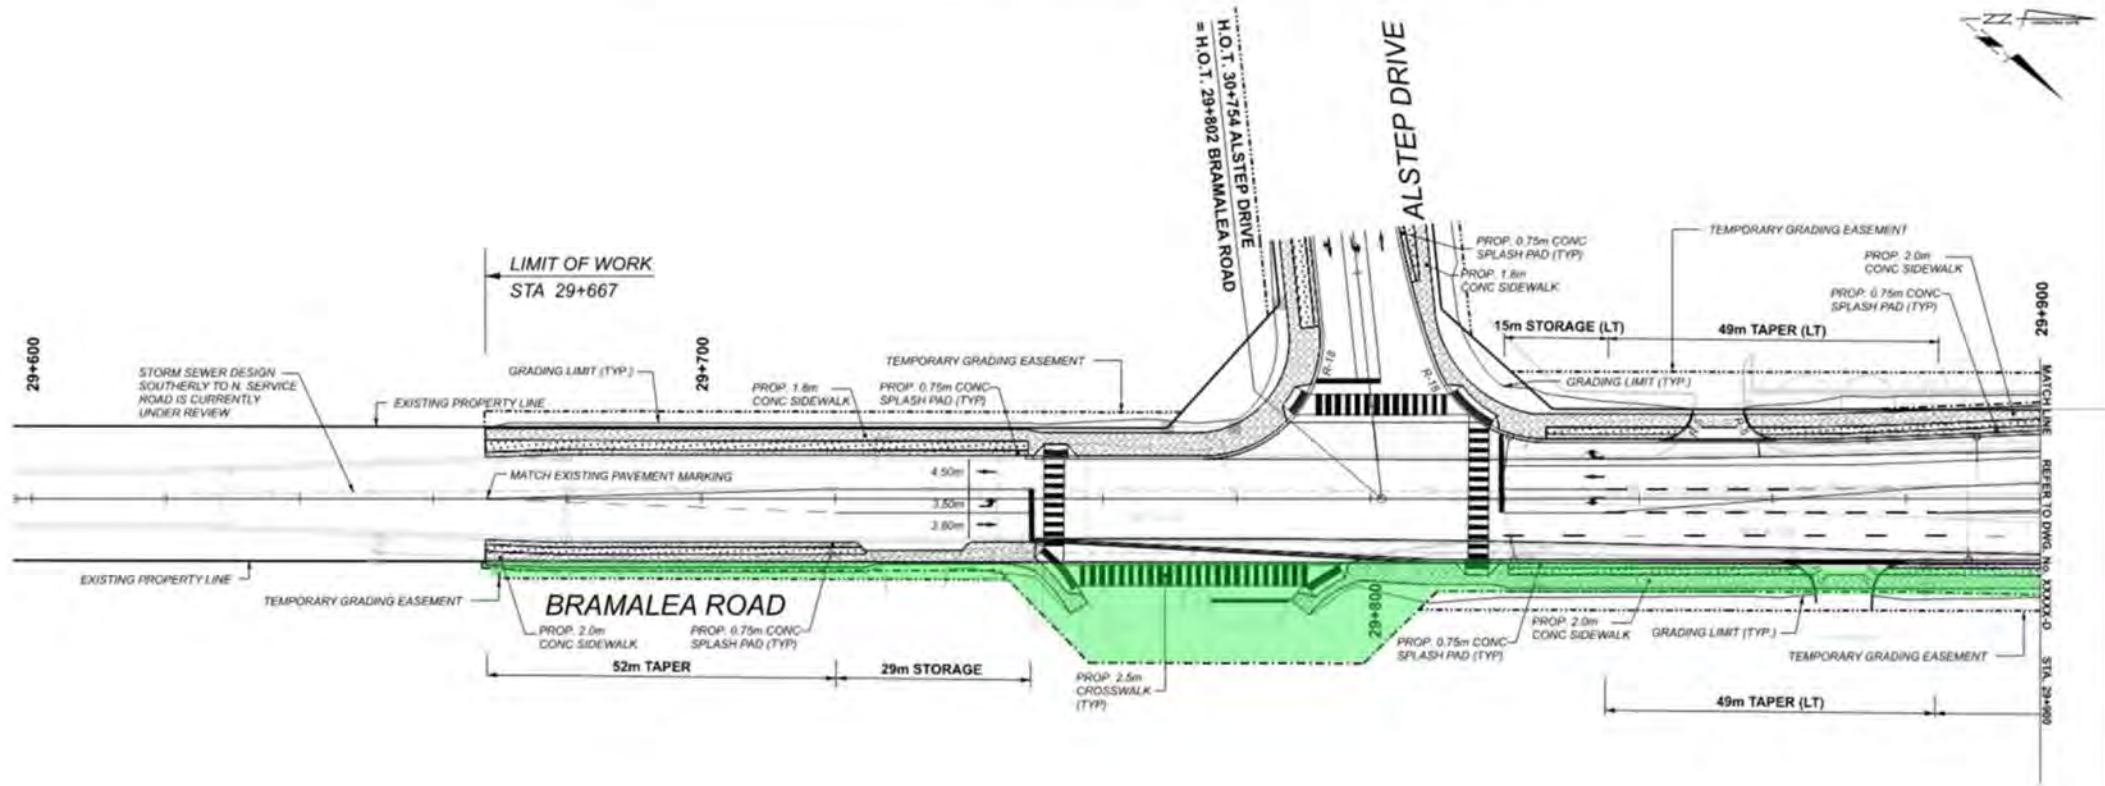 H.O.T. 30+754 ALSTEP DRIVE
= H.O.T. 29+802 BRAMALEA ROAD
ALSTEP DRIVE
LIMIT OF WORK
STA 29+667
29+600
29+700
29+800
29+900
STORM SEWER DESIGN
SOUTHERLY TO N. SERVICE
ROAD IS CURRENTLY
UNDER REVIEW
GRADING LIMIT (TYP.)
EXISTING PROPERTY LINE
PROP. 1.8m
CONC SIDEWALK
PROP. 0.75m CONC
SPLASH PAD (TYP)
TEMPORARY GRADING EASEMENT
R-18
R-18
PROP. 0.75m CONC
SPLASH PAD (TYP)
PROP. 1.8m
CONC SIDEWALK
15m STORAGE (LT)
49m TAPER (LT)
TEMPORARY GRADING EASEMENT
PROP. 2.0m
CONC SIDEWALK
PROP. 0.75m CONC
SPLASH PAD (TYP)
GRADING LIMIT (TYP.)
MATCH EXISTING PAVEMENT MARKING
4.50m
3.50m
3.80m
MATCH LINE REFER TO DWG. No. XXXXXX-D STA. 29+900
EXISTING PROPERTY LINE
TEMPORARY GRADING EASEMENT
BRAMALEA ROAD
PROP. 2.0m
CONC SIDEWALK
PROP. 0.75m CONC
SPLASH PAD (TYP)
52m TAPER
29m STORAGE
PROP. 2.5m
CROSSWALK
(TYP)
PROP. 0.75m CONC
SPLASH PAD (TYP)
PROP. 2.0m
CONC SIDEWALK
GRADING LIMIT (TYP.)
TEMPORARY GRADING EASEMENT
49m TAPER (LT)